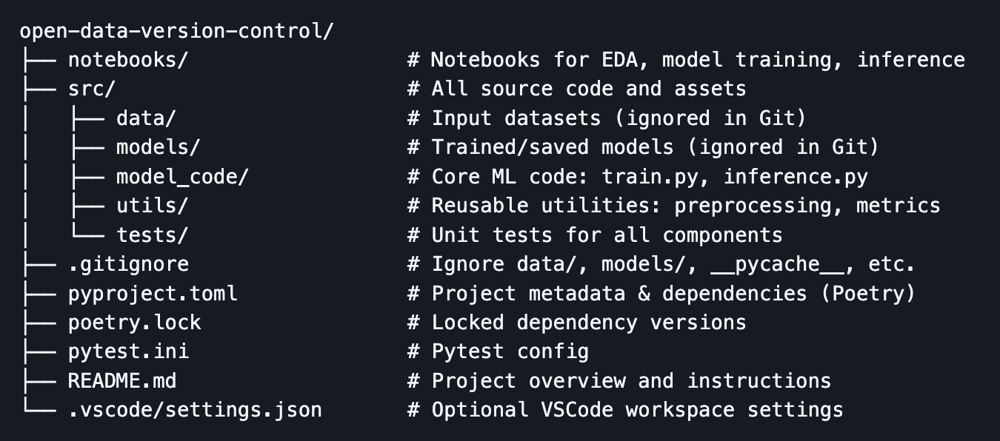 open-data-version-control/
├── notebooks/                 # Notebooks for EDA, model training, inference
├── src/                       # All source code and assets
│   ├── data/                  # Input datasets (ignored in Git)
│   ├── models/                # Trained/saved models (ignored in Git)
│   ├── model_code/            # Core ML code: train.py, inference.py
│   ├── utils/                 # Reusable utilities: preprocessing, metrics
│   └── tests/                 # Unit tests for all components
├── .gitignore                 # Ignore data/, models/, __pycache__, etc.
├── pyproject.toml             # Project metadata & dependencies (Poetry)
├── poetry.lock                # Locked dependency versions
├── pytest.ini                 # Pytest config
├── README.md                  # Project overview and instructions
└── .vscode/settings.json      # Optional VSCode workspace settings